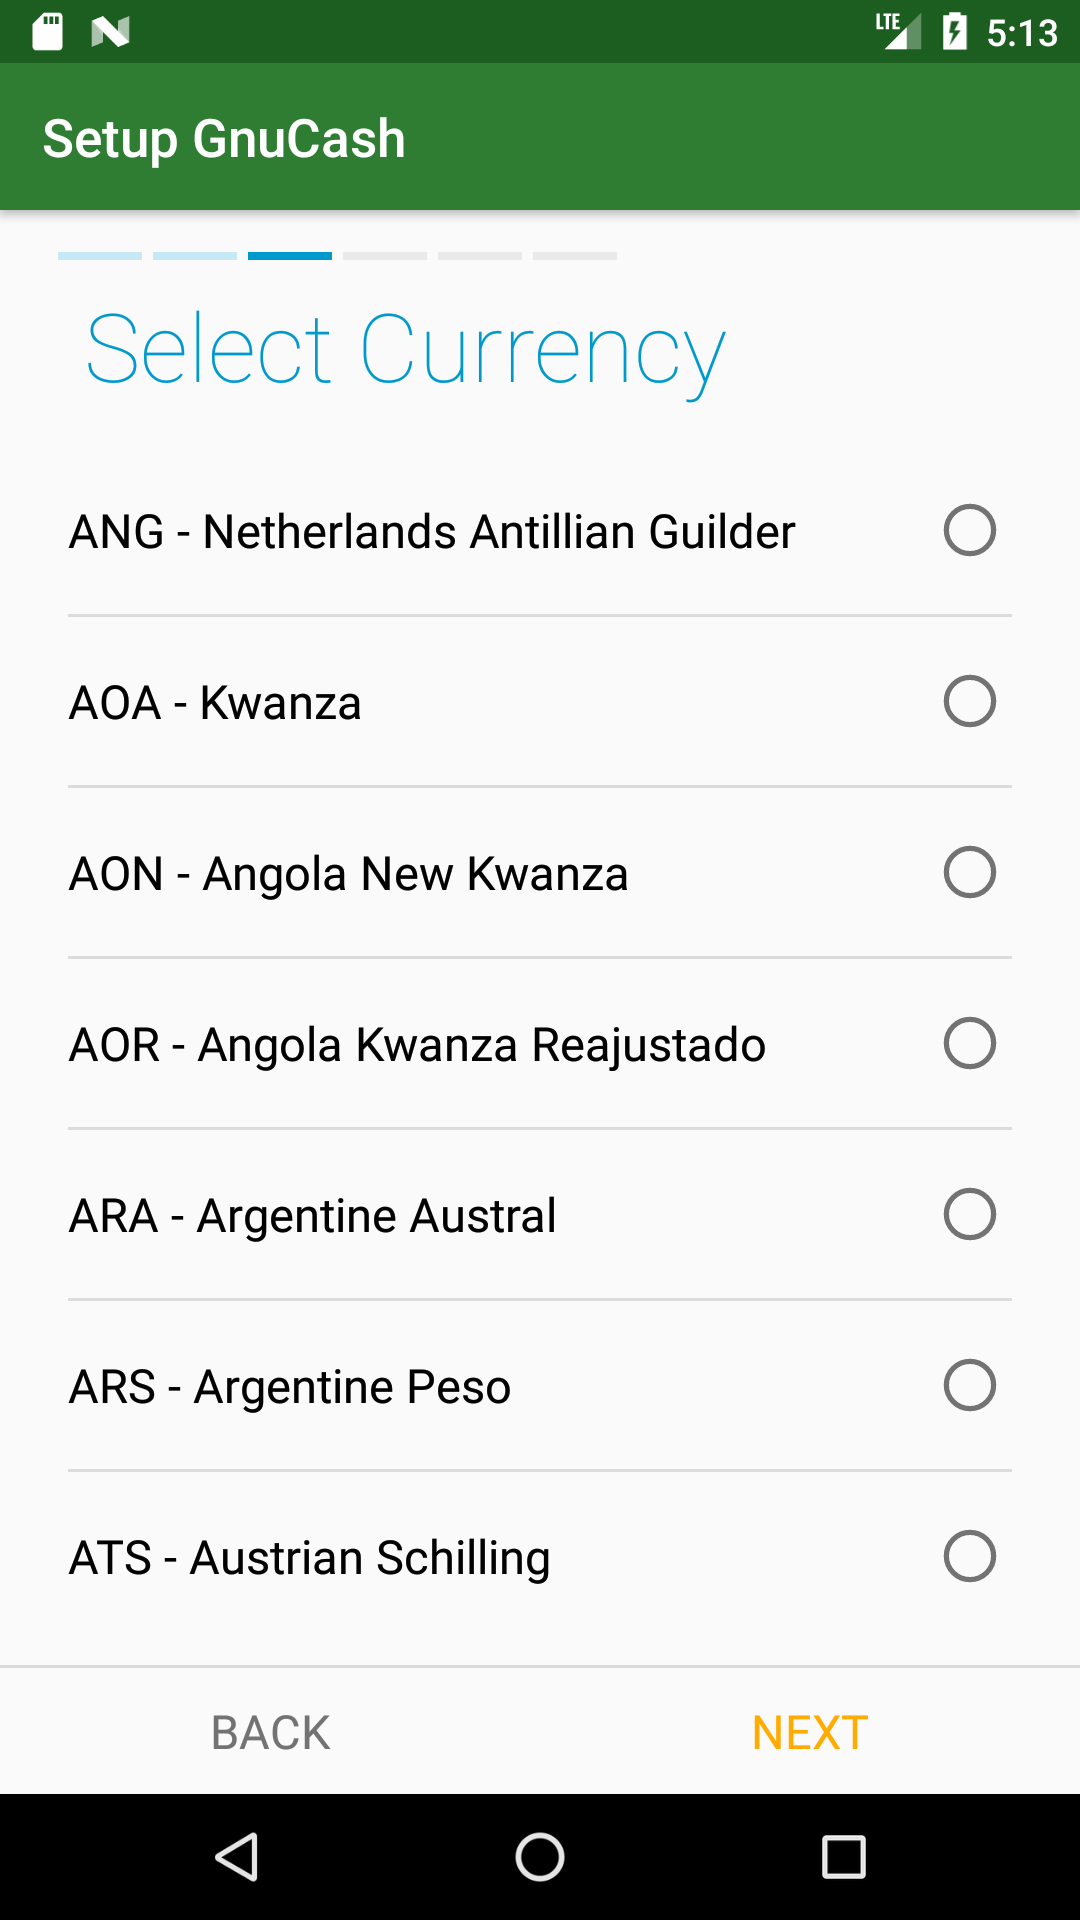 LTE 5:13
Setup GnuCash
Select Currency
ANG - Netherlands Antillian Guilder
AOA - Kwanza
AON - Angola New Kwanza
AOR - Angola Kwanza Reajustado
ARA - Argentine Austral
ARS - Argentine Peso
ATS - Austrian Schilling
BACK NEXT